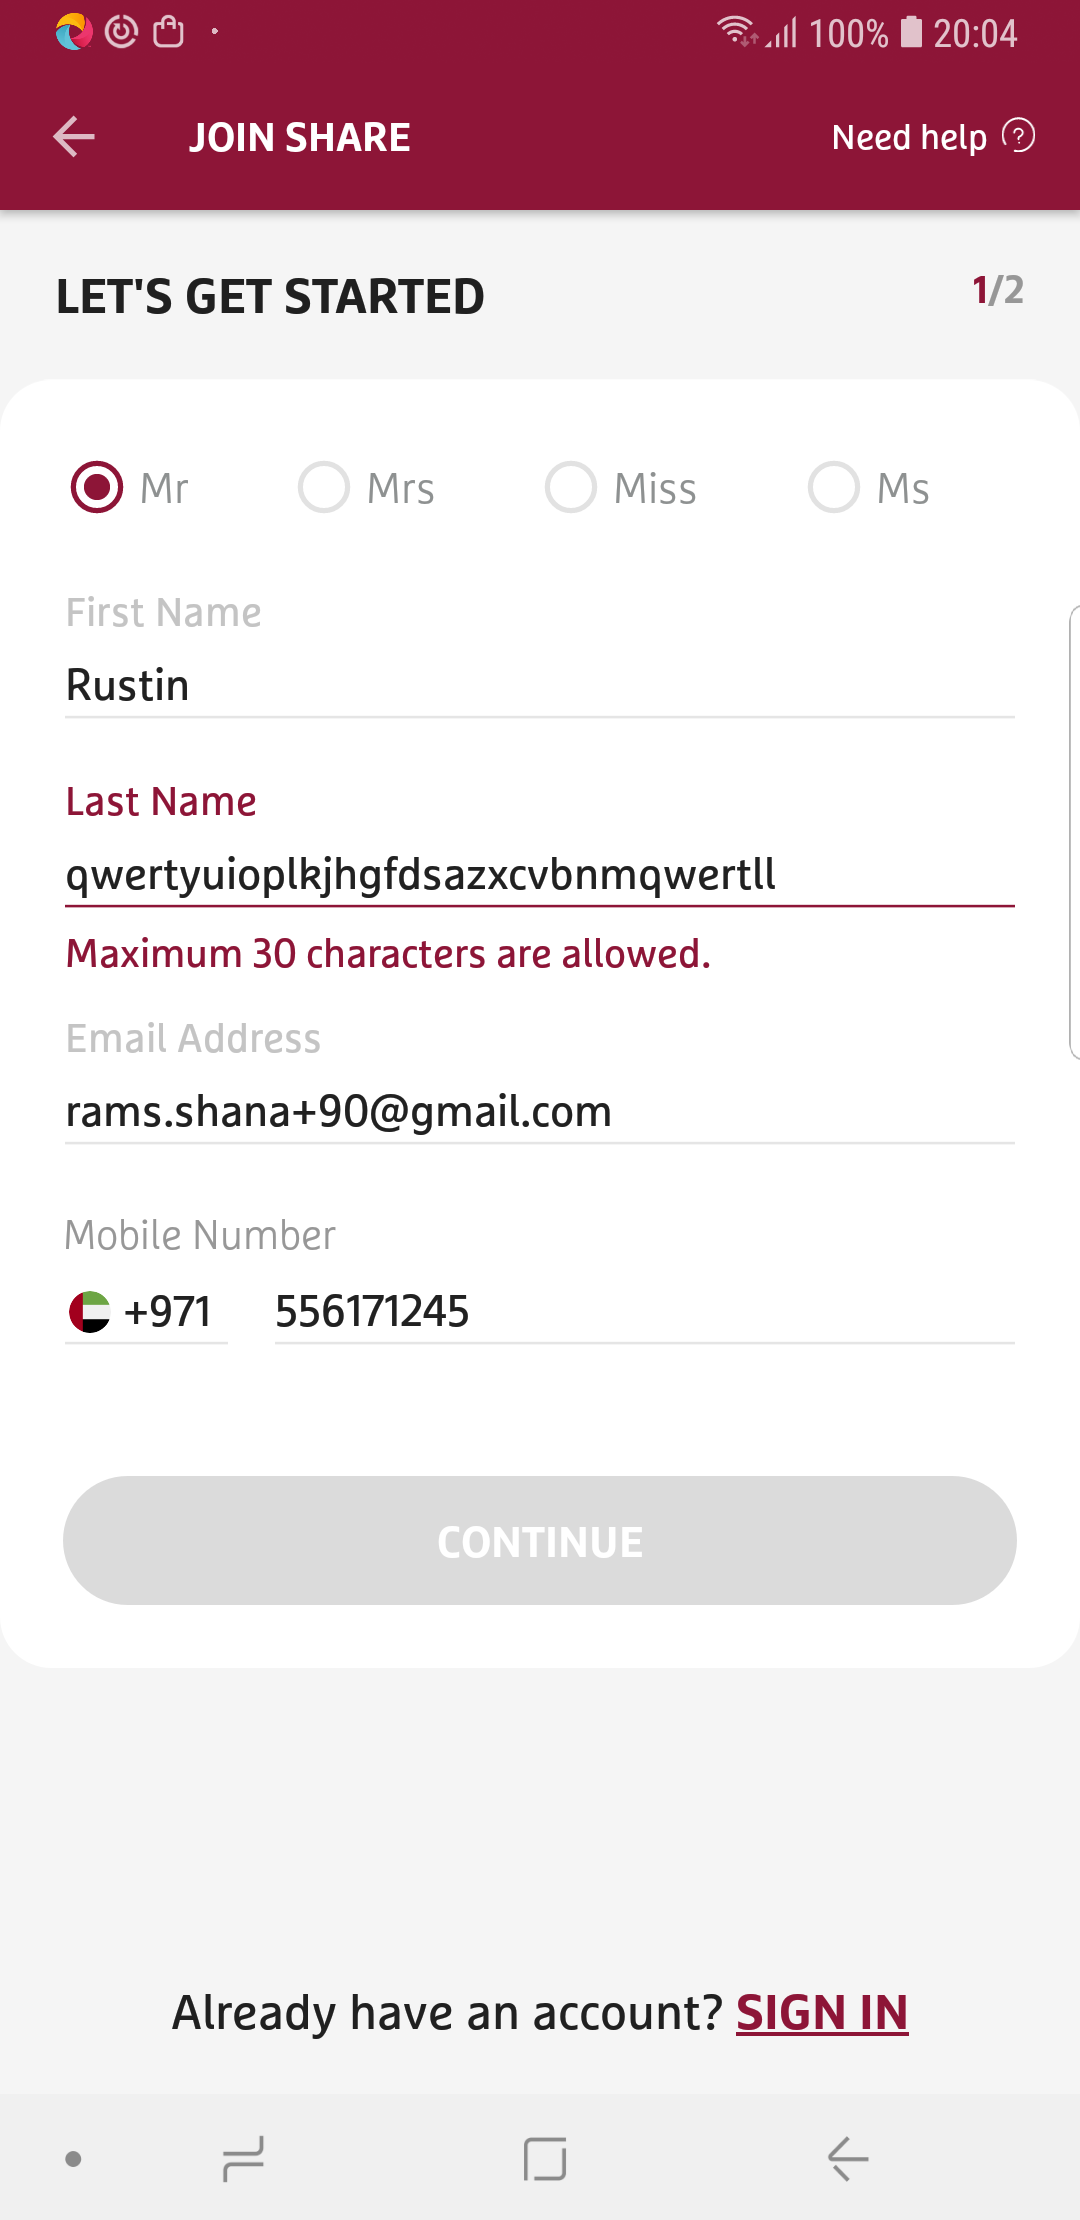 100% 20:04
JOIN SHARE Need help ?
LET'S GET STARTED 1/2
Mr Mrs Miss Ms
First Name
Rustin
Last Name
qwertyuioplkjhgfdsazxcvbnmqwertll
Maximum 30 characters are allowed.
Email Address
rams.shana+90@gmail.com
Mobile Number
+971 556171245
CONTINUE
Already have an account? SIGN IN